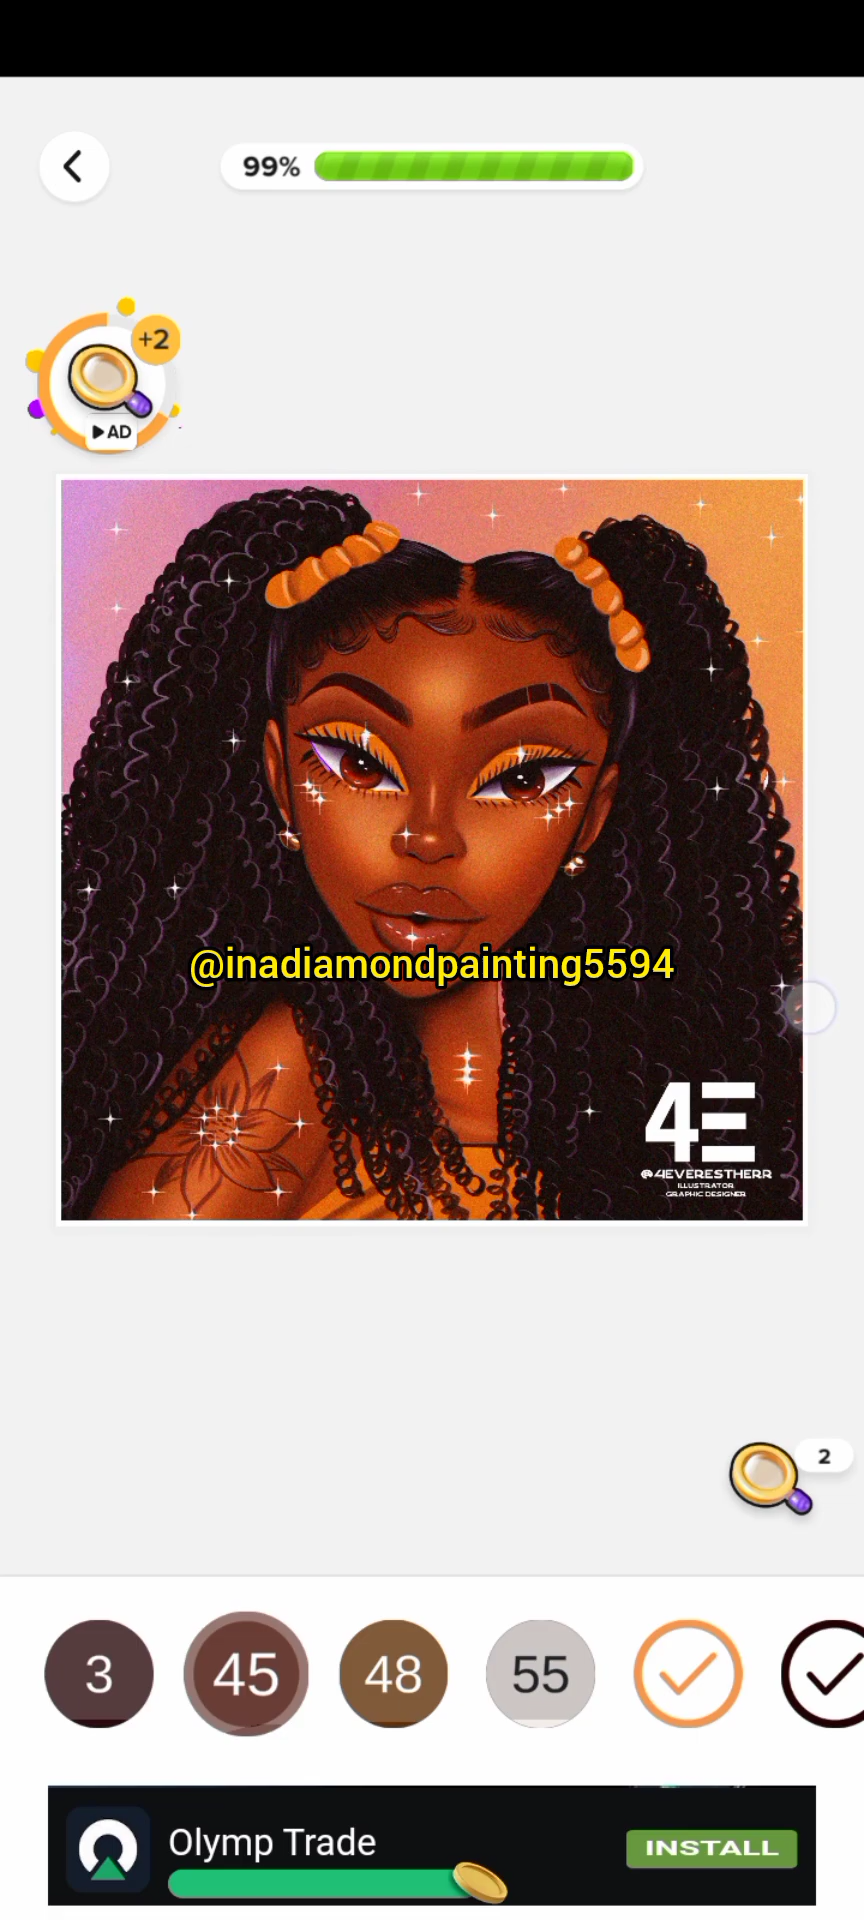 99%
+2
AD
@inadiamondpainting5594
4E
@4EVERESTHERR
ILLUSTRATOR
GRAPHIC DESIGNER
2
3 45 48 55
Olymp Trade
INSTALL